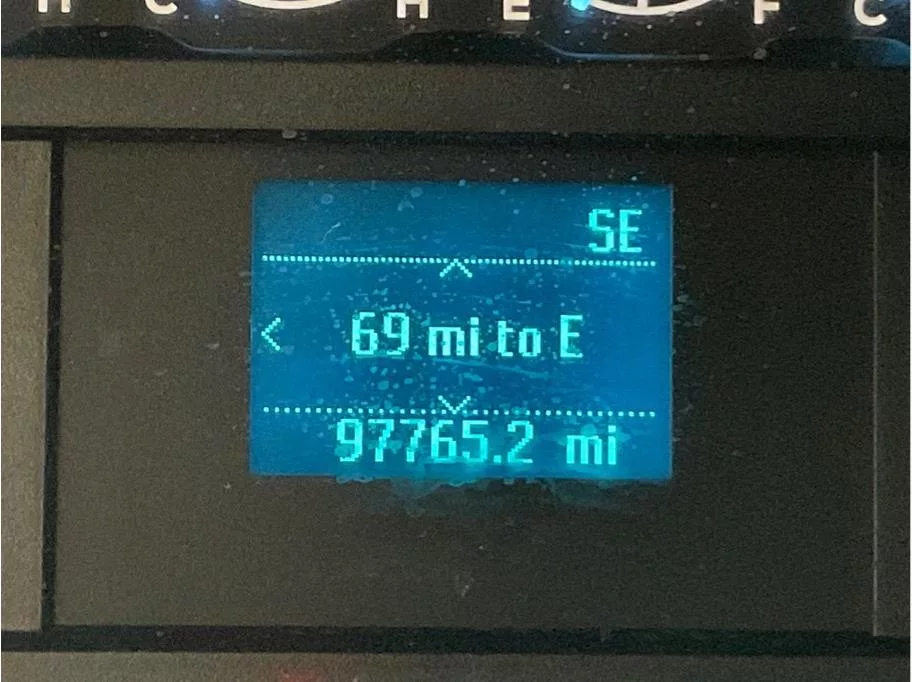 H C H E F C
SE
69 mi to E
97765.2 mi